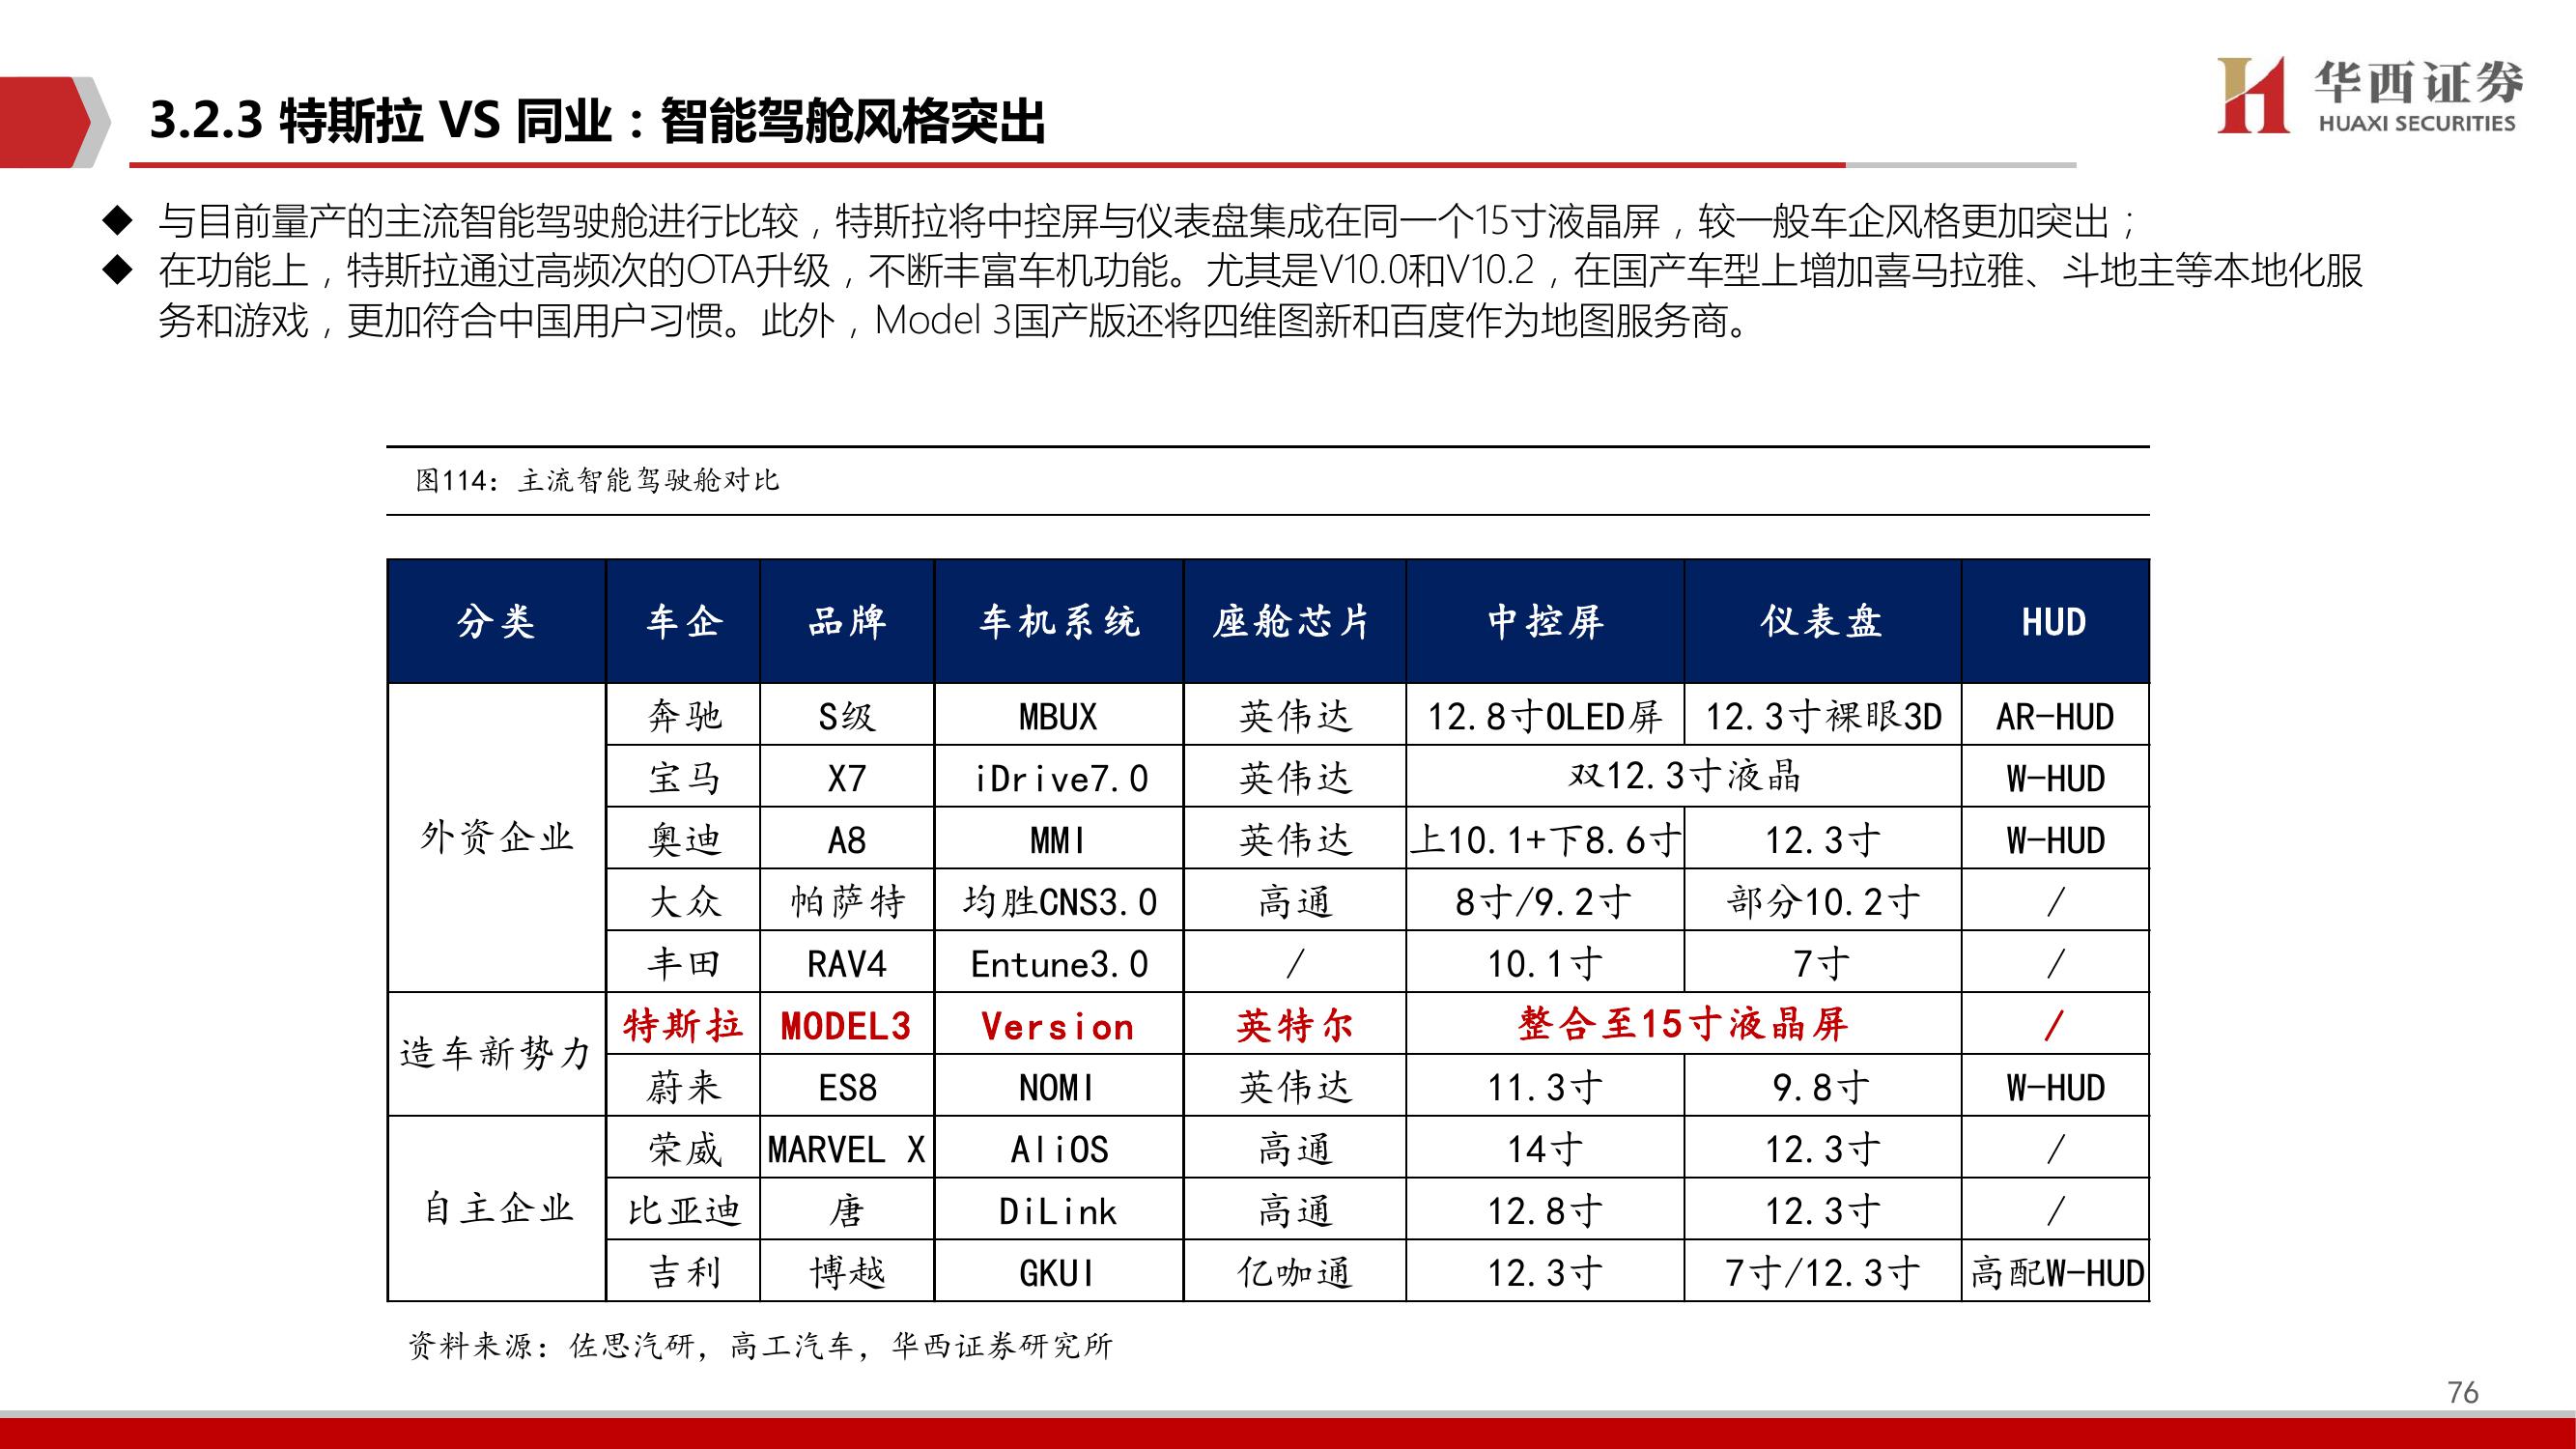 华西证券
HUAXI SECURITIES
3.2.3 特斯拉 VS 同业：智能驾舱风格突出
◆ 与目前量产的主流智能驾驶舱进行比较，特斯拉将中控屏与仪表盘集成在同一个15寸液晶屏，较一般车企风格更加突出；
◆ 在功能上，特斯拉通过高频次的OTA升级，不断丰富车机功能。尤其是V10.0和V10.2，在国产车型上增加喜马拉雅、斗地主等本地化服
务和游戏，更加符合中国用户习惯。此外，Model 3国产版还将四维图新和百度作为地图服务商。
图114：主流智能驾驶舱对比
分类 车企 品牌 车机系统 座舱芯片 中控屏 仪表盘 HUD
外资企业 奔驰 S级 MBUX 英伟达 12.8寸OLED屏 12.3寸裸眼3D AR-HUD
宝马 X7 iDrive7.0 英伟达 双12.3寸液晶 W-HUD
奥迪 A8 MMI 英伟达 上10.1+下8.6寸 12.3寸 W-HUD
大众 帕萨特 均胜CNS3.0 高通 8寸/9.2寸 部分10.2寸 /
丰田 RAV4 Entune3.0 / 10.1寸 7寸 /
造车新势力 特斯拉 MODEL3 Version 英特尔 整合至15寸液晶屏 /
蔚来 ES8 NOMI 英伟达 11.3寸 9.8寸 W-HUD
自主企业 荣威 MARVEL X AliOS 高通 14寸 12.3寸 /
比亚迪 唐 DiLink 高通 12.8寸 12.3寸 /
吉利 博越 GKUI 亿咖通 12.3寸 7寸/12.3寸 高配W-HUD
资料来源：佐思汽研，高工汽车，华西证券研究所
76